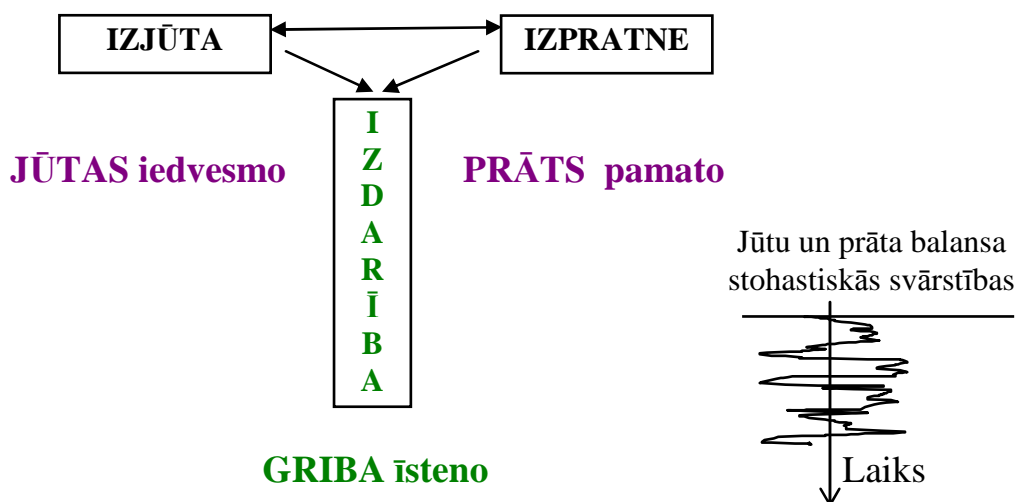 IZJŪTA
IZPRATNE
I
Z
D
A
R
Ī
B
A
JŪTAS iedvesmo
PRĀTS pamato
Jūtu un prāta balansa
stohastiskās svārstības
GRIBA īsteno
Laiks